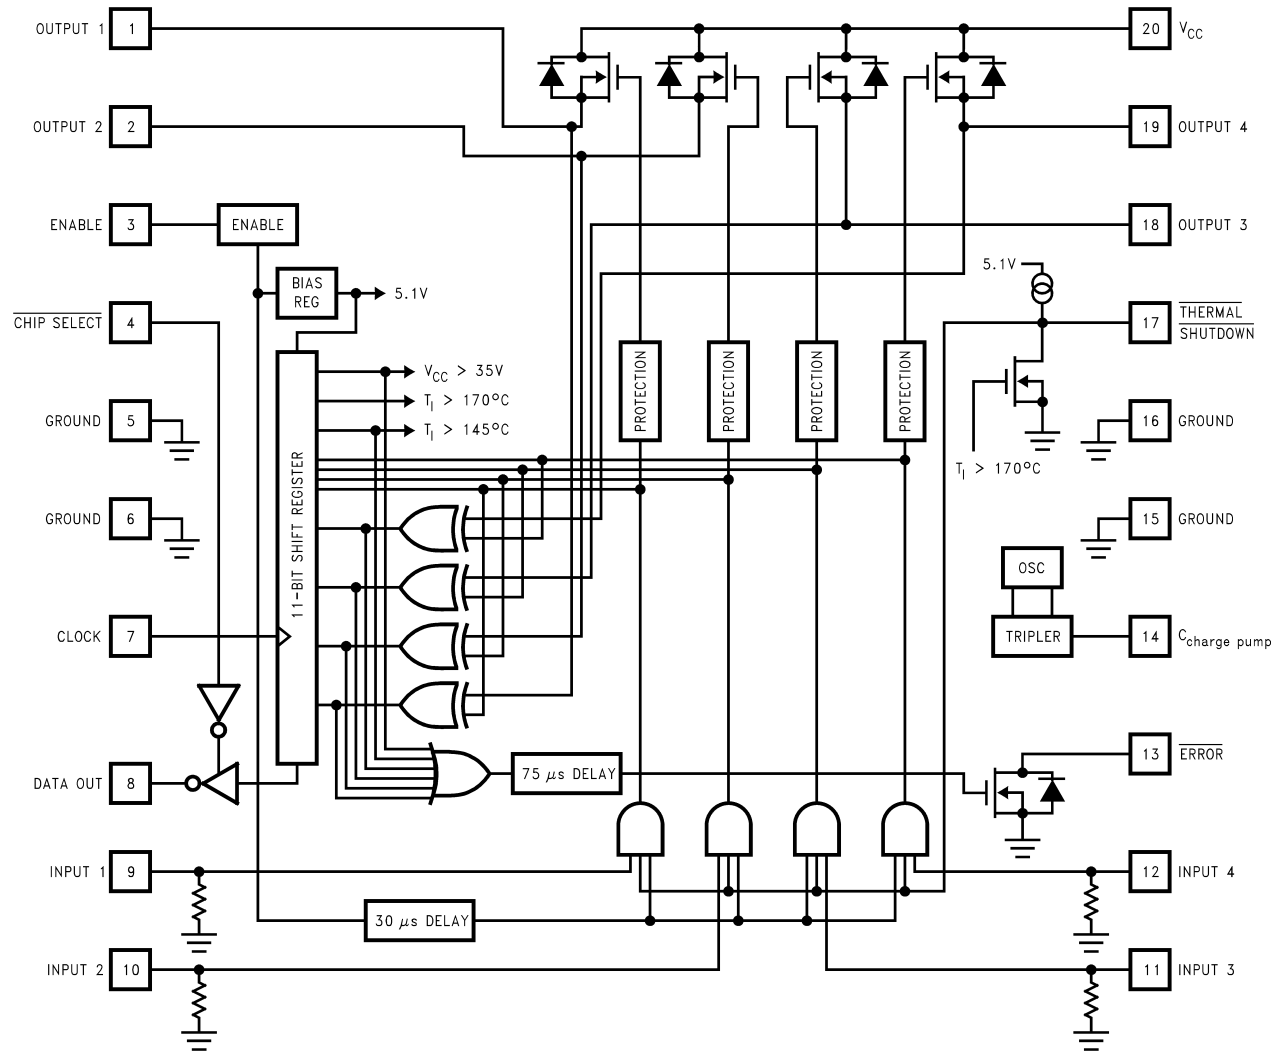 OUTPUT 1
1
20
VCC
OUTPUT 2
2
19
OUTPUT 4
ENABLE
3
ENABLE
18
OUTPUT 3
5.1V
BIAS
REG
5.1V
CHIP SELECT
4
17
THERMAL
SHUTDOWN
PROTECTION
PROTECTION
PROTECTION
PROTECTION
VCC > 35V
TI > 170°C
TI > 145°C
GROUND
5
16
GROUND
TI > 170°C
11-BIT SHIFT REGISTER
GROUND
6
15
GROUND
OSC
CLOCK
7
TRIPLER
14
Ccharge pump
DATA OUT
8
75 µs DELAY
13
ERROR
INPUT 1
9
12
INPUT 4
30 µs DELAY
INPUT 2
10
11
INPUT 3